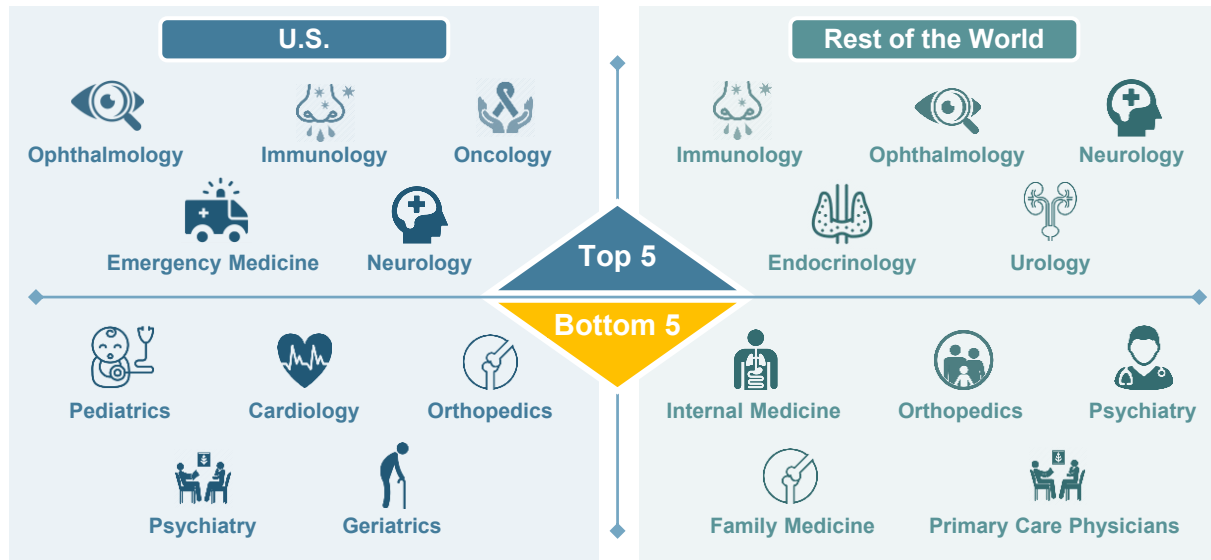 U.S.
Rest of the World
Ophthalmology
Immunology
Oncology
Emergency Medicine
Neurology
Immunology
Ophthalmology
Neurology
Endocrinology
Urology
Top 5
Bottom 5
Pediatrics
Cardiology
Orthopedics
Psychiatry
Geriatrics
Internal Medicine
Orthopedics
Psychiatry
Family Medicine
Primary Care Physicians